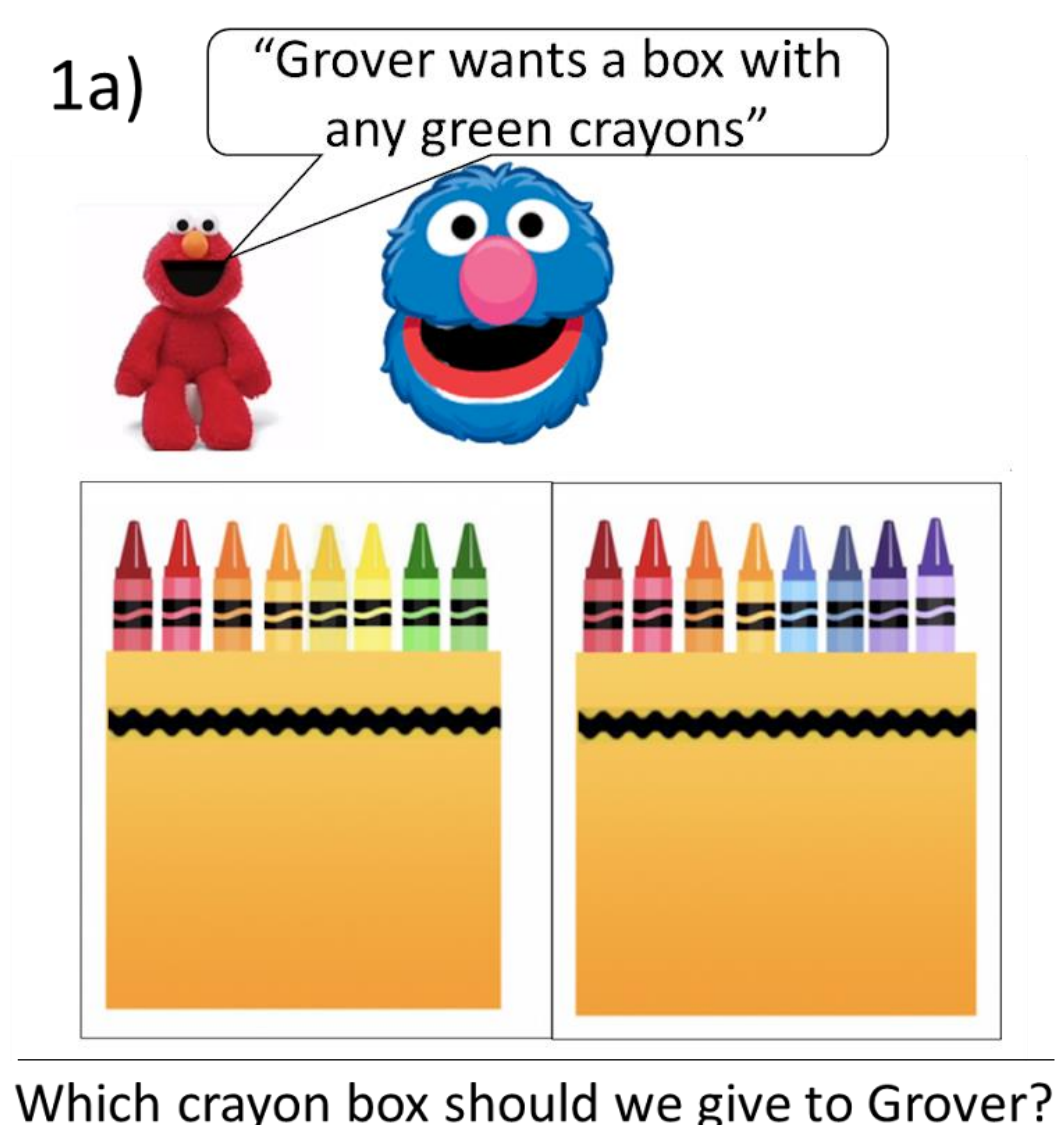 1a)
“Grover wants a box with
any green crayons”
Which crayon box should we give to Grover?